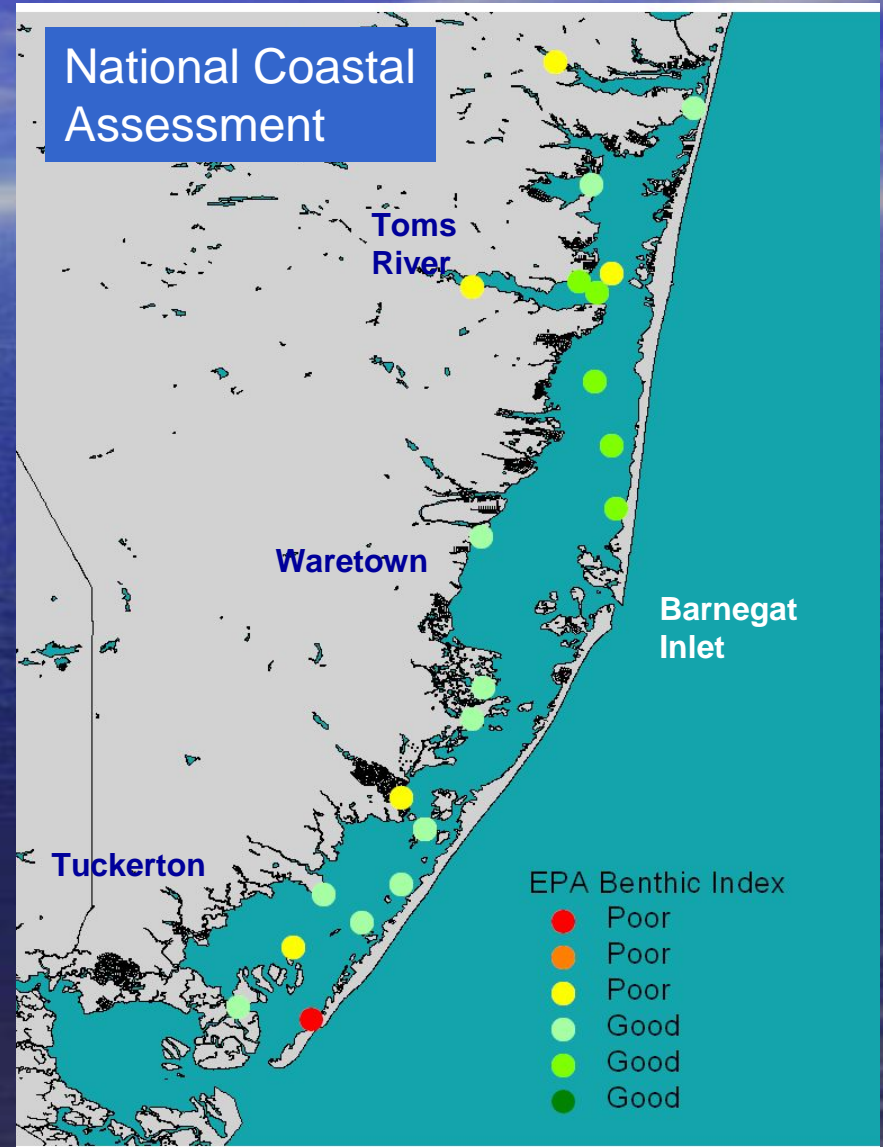 National Coastal
Assessment
Toms
River
Waretown
Barnegat
Inlet
Tuckerton
EPA Benthic Index
Poor
Poor
Poor
Good
Good
Good